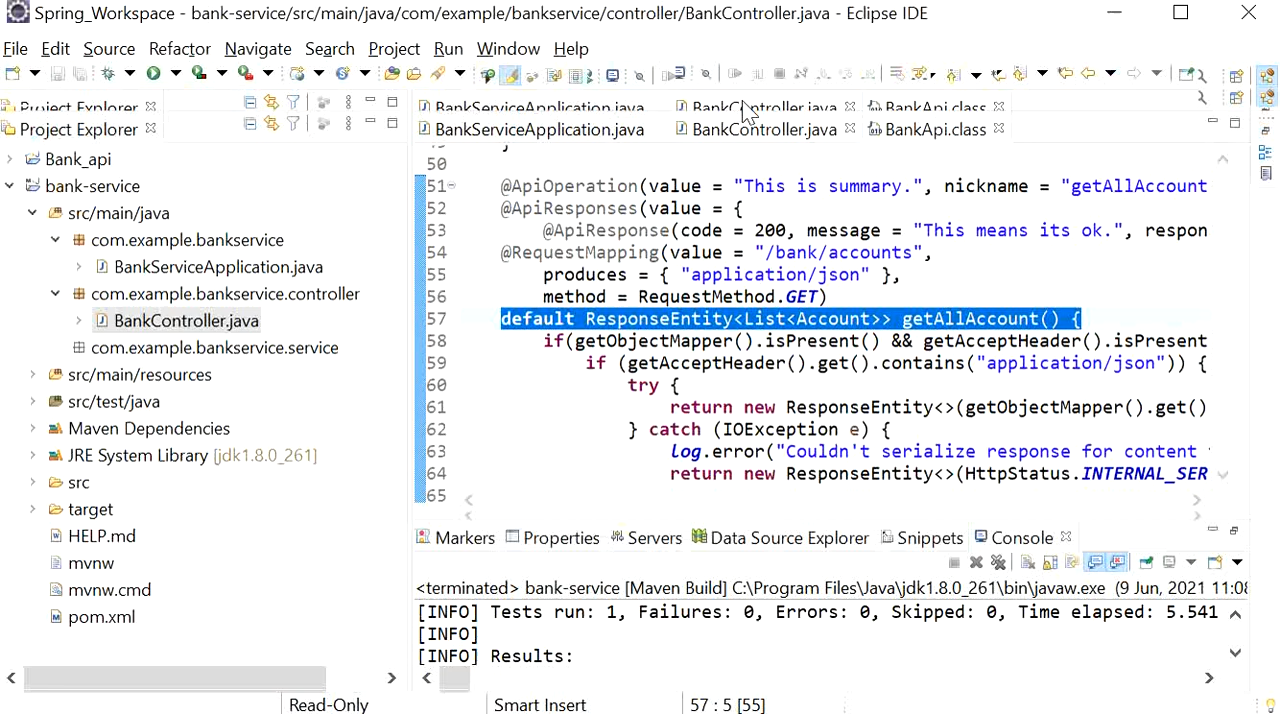 Spring_Workspace - bank-service/src/main/java/com/example/bankservice/controller/BankController.java - Eclipse IDE
File Edit Source Refactor Navigate Search Project Run Window Help
Project Explorer
BankServiceApplication.java BankController.java BankApi.class
Project Explorer
BankServiceApplication.java BankController.java BankApi.class
Bank_api
bank-service
src/main/java
com.example.bankservice
BankServiceApplication.java
com.example.bankservice.controller
BankController.java
com.example.bankservice.service
src/main/resources
src/test/java
Maven Dependencies
JRE System Library [jdk1.8.0_261]
src
target
HELP.md
mvnw
mvnw.cmd
pom.xml
50
51 @ApiOperation(value = "This is summary.", nickname = "getAllAccount
52 @ApiResponses(value = {
53 @ApiResponse(code = 200, message = "This means its ok.", respon
54 @RequestMapping(value = "/bank/accounts",
55 produces = { "application/json" },
56 method = RequestMethod.GET)
57 default ResponseEntity<List<Account>> getAllAccount() {
58 if(getObjectMapper().isPresent() && getAcceptHeader().isPresent
59 if (getAcceptHeader().get().contains("application/json")) {
60 try {
61 return new ResponseEntity<>(getObjectMapper().get()
62 } catch (IOException e) {
63 log.error("Couldn't serialize response for content
64 return new ResponseEntity<>(HttpStatus.INTERNAL_SER
65
Markers Properties Servers Data Source Explorer Snippets Console
<terminated> bank-service [Maven Build] C:\Program Files\Java\jdk1.8.0_261\bin\javaw.exe (9 Jun, 2021 11:08
[INFO] Tests run: 1, Failures: 0, Errors: 0, Skipped: 0, Time elapsed: 5.541
[INFO]
[INFO] Results:
Read-Only Smart Insert 57 : 5 [55]